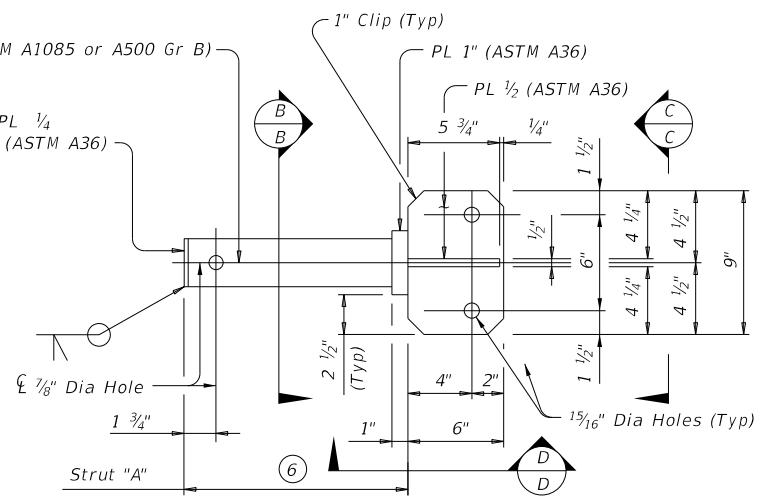 1" Clip (Typ)
M A1085 or A500 Gr B)
PL 1" (ASTM A36)
PL 1/2 (ASTM A36)
PL 1/4
(ASTM A36)
B
B
C
C
5 3/4"
1/4"
1 1/2"
1/2"
6"
4 1/4"
4 1/2"
9"
4 1/4"
4 1/2"
1 1/2"
2 1/2"
(Typ)
℄ 7/8" Dia Hole
4"
2"
15/16" Dia Holes (Typ)
1 3/4"
1"
6"
Strut "A"
6
D
D